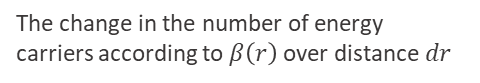 The change in the number of energy
carriers according to β(r) over distance dr